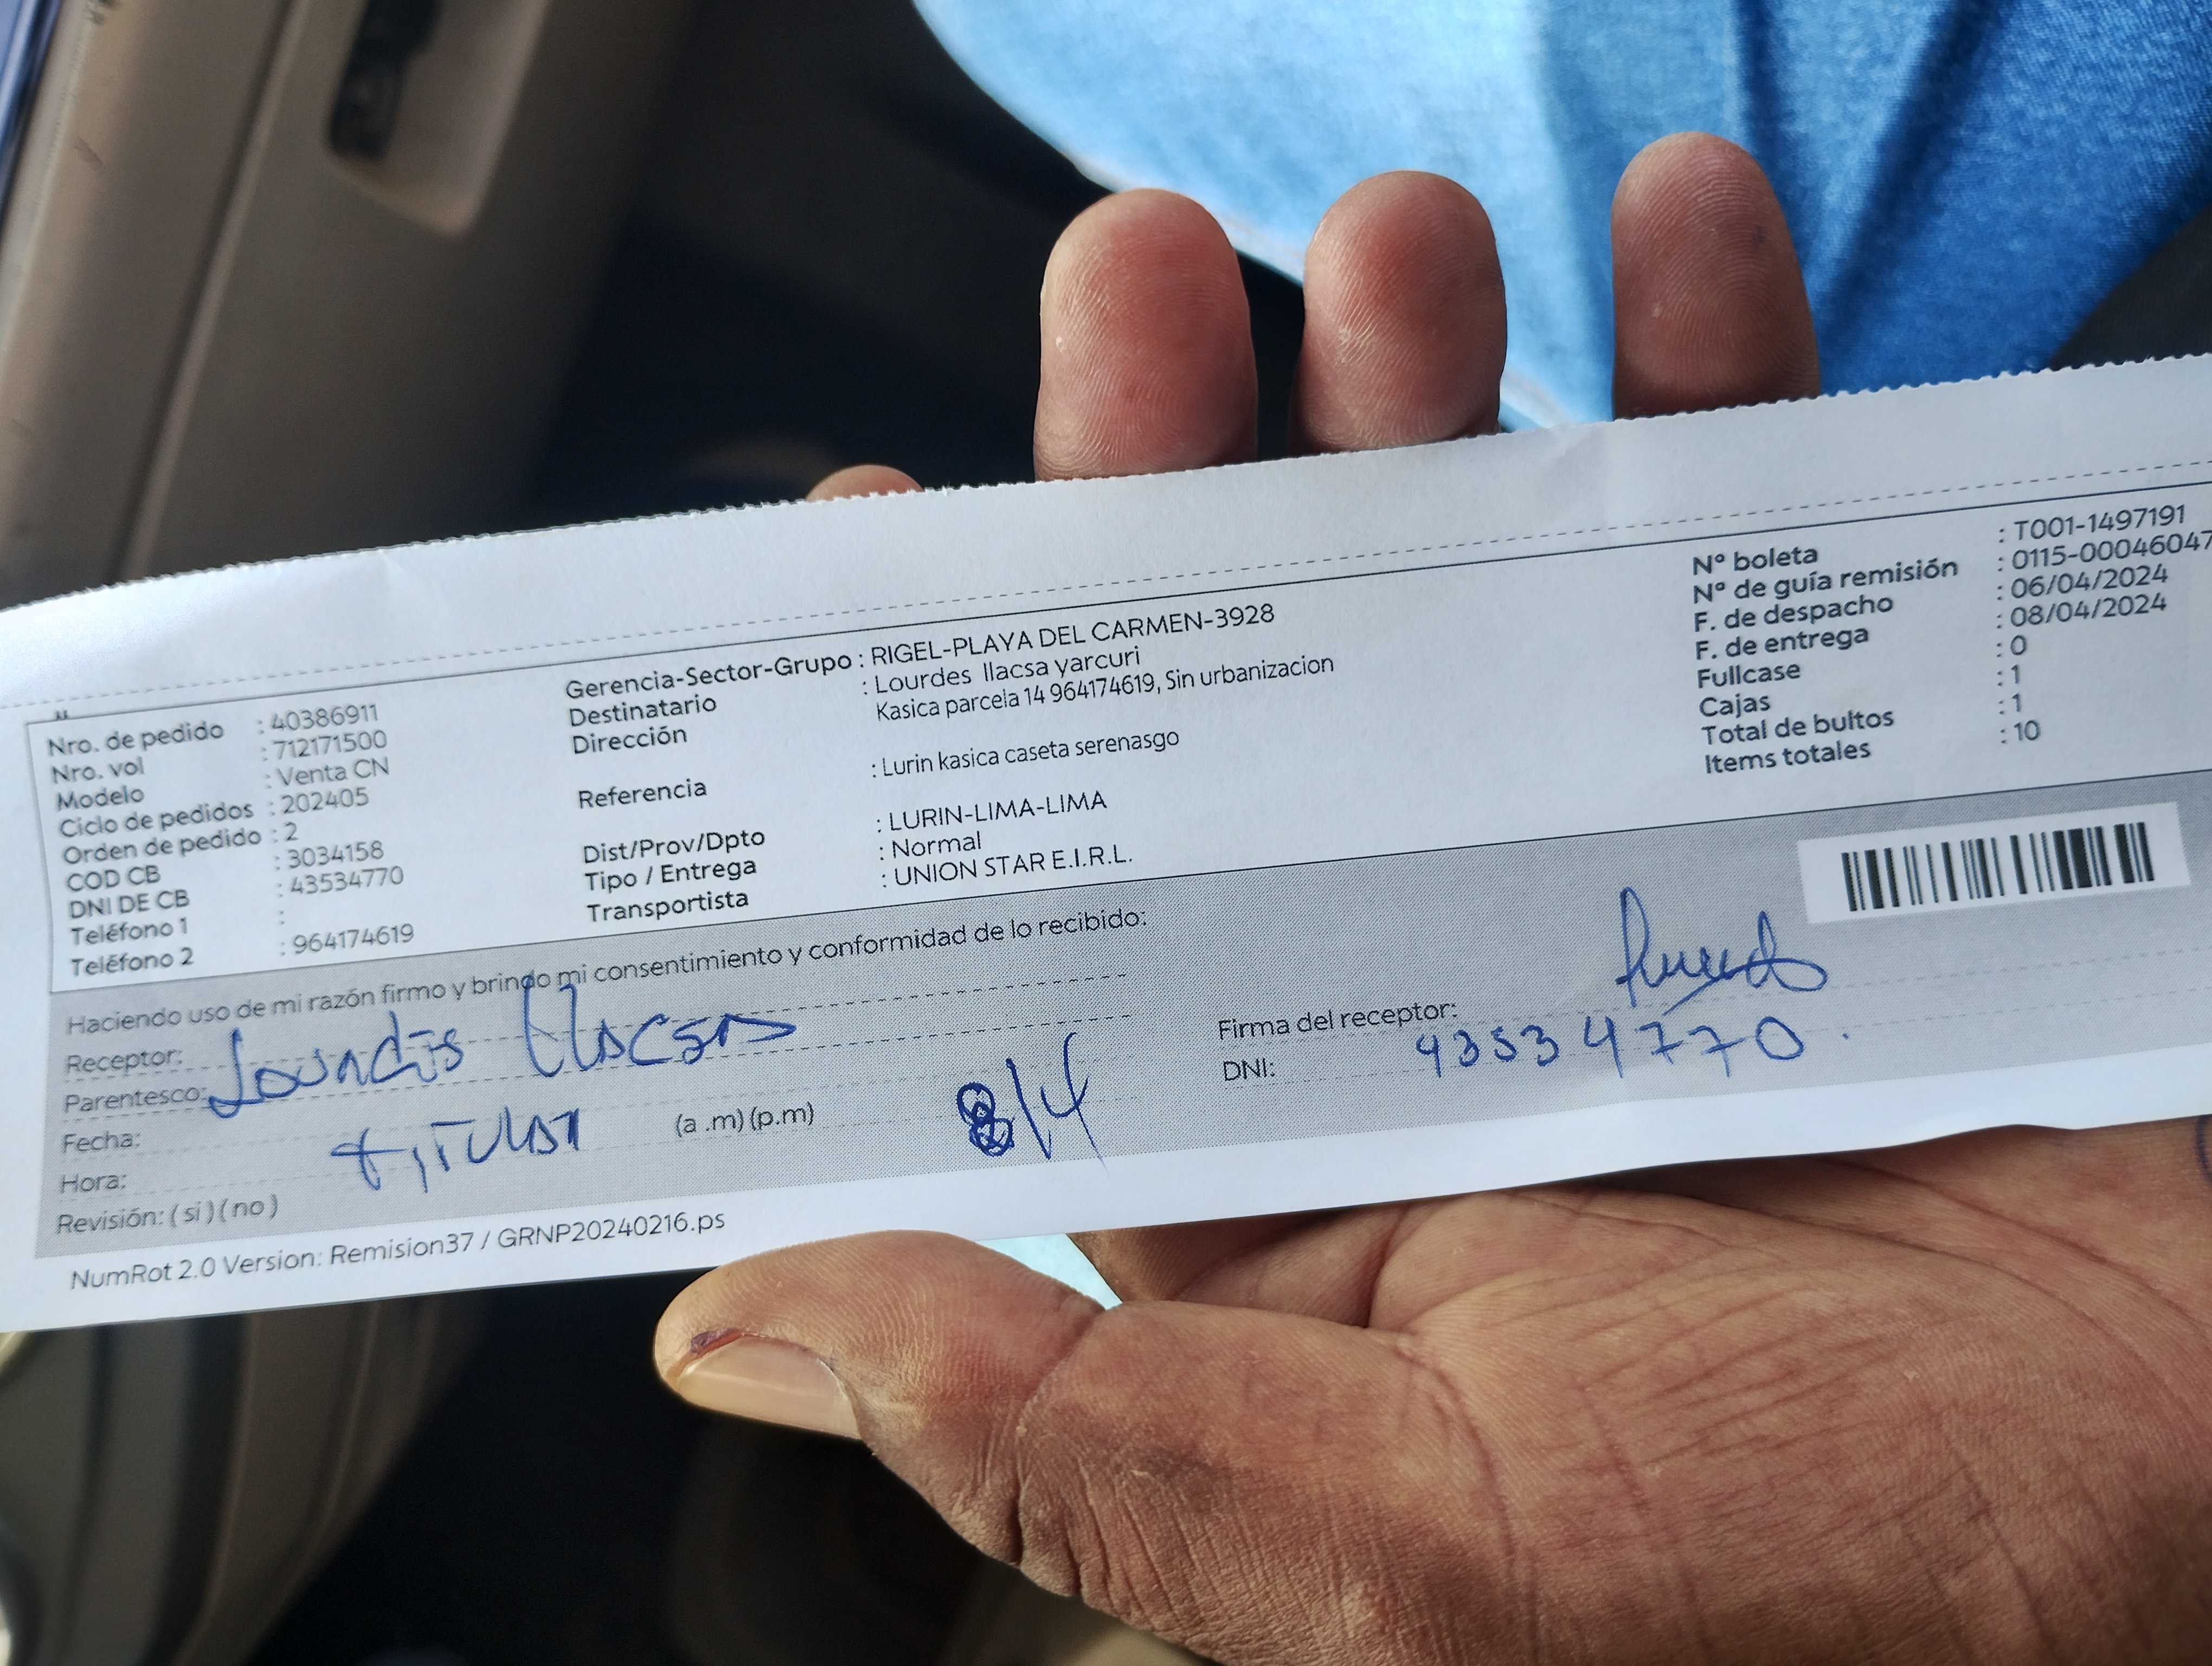 Nro. de pedido : 40386911
Nro. vol : 712171500
Modelo : Venta CN
Ciclo de pedidos : 202405
Orden de pedido : 2
COD CB : 3034158
DNI DE CB : 43534770
Teléfono 1 :
Teléfono 2 : 964174619
Gerencia-Sector-Grupo : RIGEL-PLAYA DEL CARMEN-3928
Destinatario : Lourdes llacsa yarcuri
Dirección Kasica parcela 14 964174619, Sin urbanizacion
Referencia : Lurin kasica caseta serenasgo
Dist/Prov/Dpto : LURIN-LIMA-LIMA
Tipo / Entrega : Normal
Transportista : UNION STAR E.I.R.L.
N° boleta : T001-1497191
N° de guía remisión : 0115-00046047
F. de despacho : 06/04/2024
F. de entrega : 08/04/2024
Fullcase : 0
Cajas : 1
Total de bultos : 1
Items totales : 10
Haciendo uso de mi razón firmo y brindo mi consentimiento y conformidad de lo recibido:
Receptor: Lourdes Llacsa
Parentesco:
Fecha: titular (a .m) (p.m) 8/4
Hora:
Revisión: ( si ) ( no )
Firma del receptor:
DNI: 43534770.
NumRot 2.0 Version: Remision37 / GRNP20240216.ps